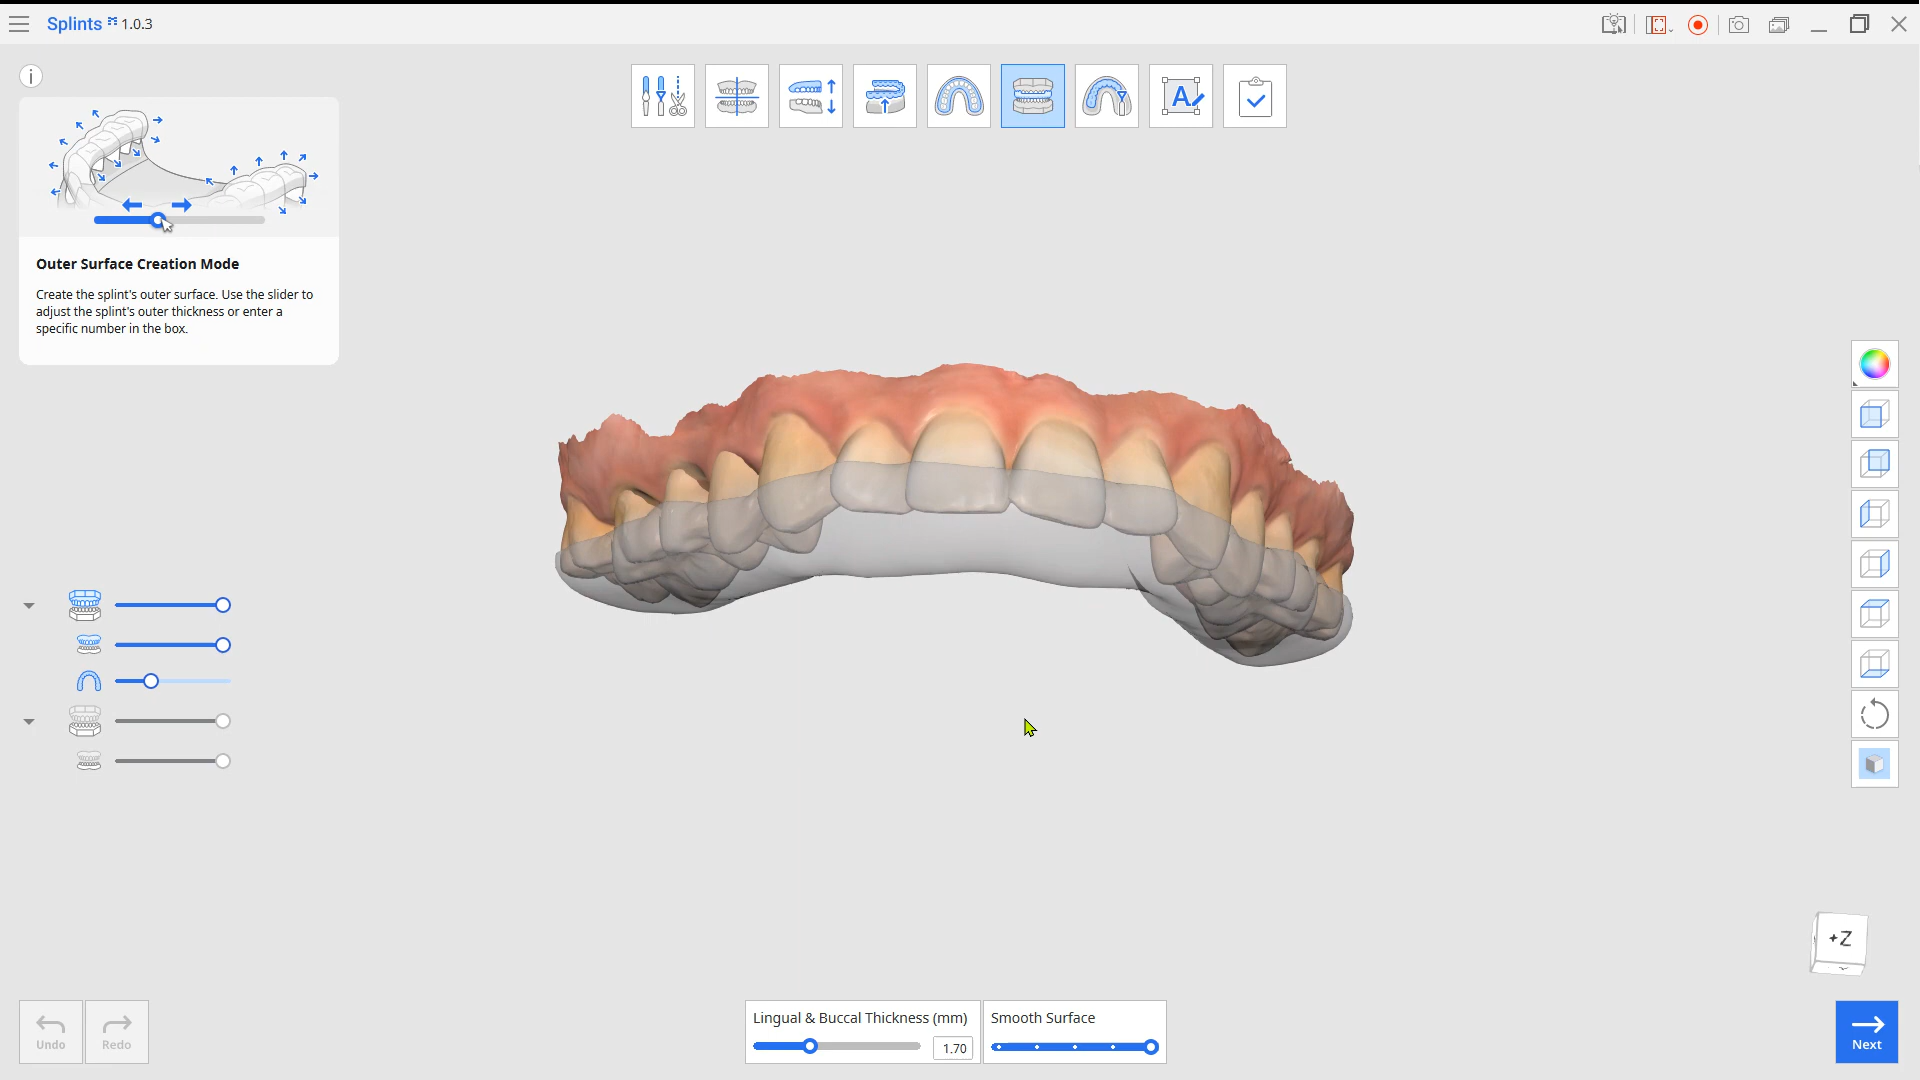 Splints 1.0.3
i
A
Outer Surface Creation Mode
Create the splint's outer surface. Use the slider to
adjust the splint's outer thickness or enter a
specific number in the box.
+Z
Undo
Redo
Lingual & Buccal Thickness (mm)
1.70
Smooth Surface
Next